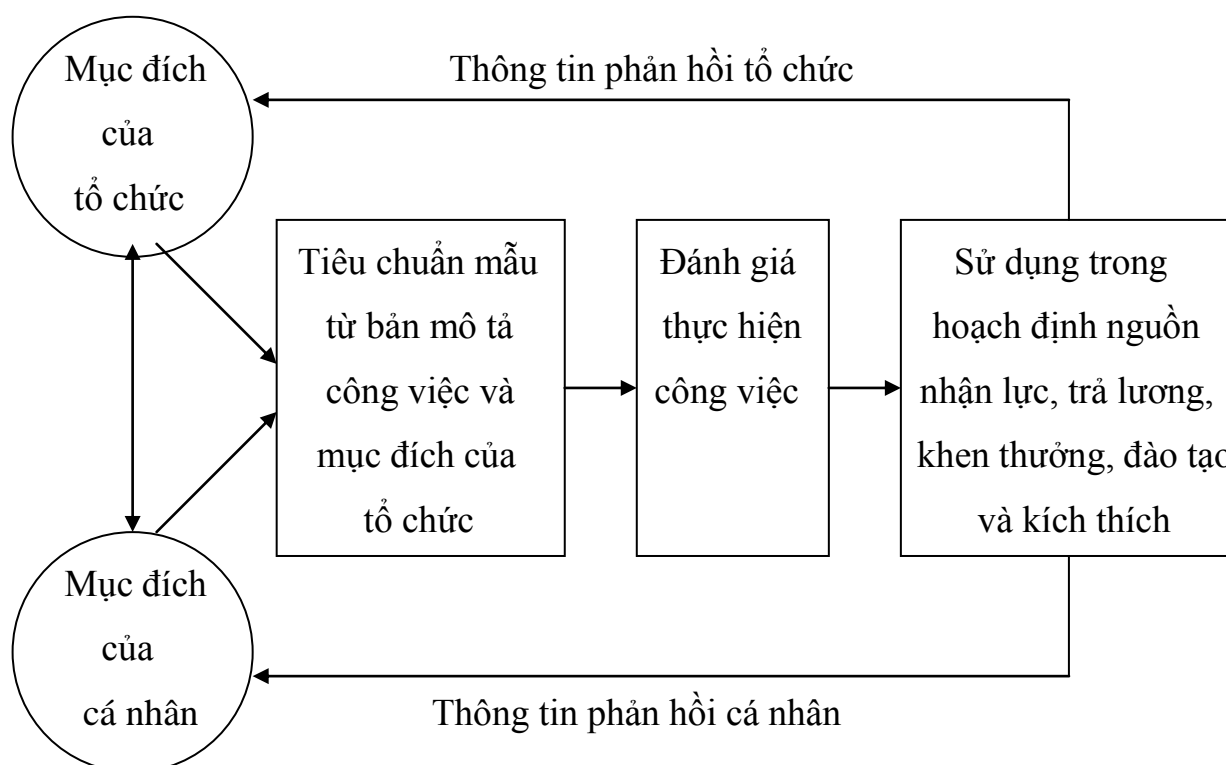 Mục đích
của
tổ chức
Thông tin phản hồi tổ chức
Tiêu chuẩn mẫu
từ bản mô tả
công việc và
mục đích của
tổ chức
Đánh giá
thực hiện
công việc
Sử dụng trong
hoạch định nguồn
nhận lực, trả lương,
khen thưởng, đào tạo
và kích thích
Mục đích
của
cá nhân
Thông tin phản hồi cá nhân